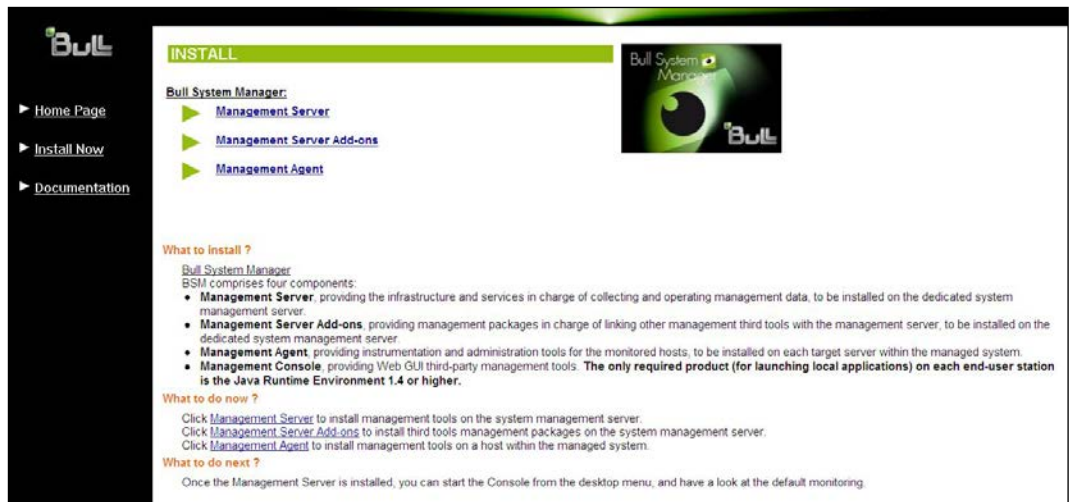 Bull
Home Page
Install Now
Documentation
INSTALL
Bull System Manager
Bull
Bull System Manager:
Management Server
Management Server Add-ons
Management Agent
What to install ?
Bull System Manager
BSM comprises four components:
• Management Server, providing the infrastructure and services in charge of collecting and operating management data, to be installed on the dedicated system
management server.
• Management Server Add-ons, providing management packages in charge of linking other management third tools with the management server, to be installed on the
dedicated system management server.
• Management Agent, providing instrumentation and administration tools for the monitored hosts, to be installed on each target server within the managed system.
• Management Console, providing Web GUI third-party management tools. The only required product (for launching local applications) on each end-user station
is the Java Runtime Environment 1.4 or higher.
What to do now ?
Click Management Server to install management tools on the system management server.
Click Management Server Add-ons to install third tools management packages on the system management server.
Click Management Agent to install management tools on a host within the managed system.
What to do next ?
Once the Management Server is installed, you can start the Console from the desktop menu, and have a look at the default monitoring.